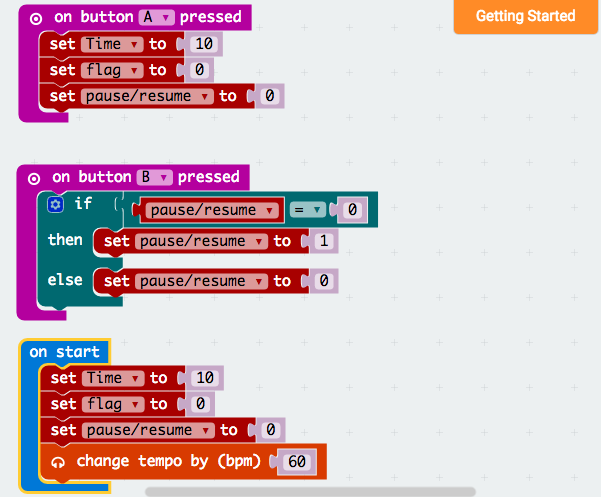 on button A pressed
Getting Started
set Time to 10
set flag to 0
set pause/resume to 0
on button B pressed
if pause/resume = 0
then set pause/resume to 1
else set pause/resume to 0
on start
set Time to 10
set flag to 0
set pause/resume to 0
change tempo by (bpm) 60